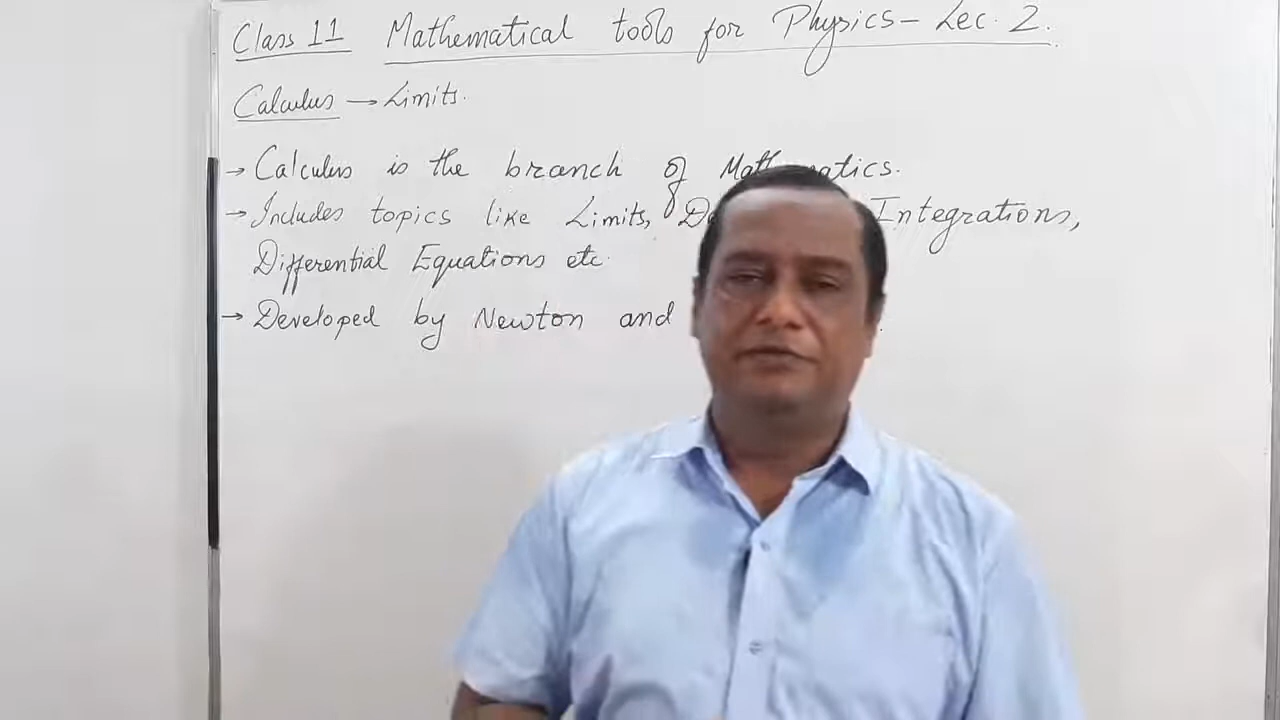 Class 11 Mathematical tools for Physics - Lec. 2.
Calculus → Limits.
→ Calculus is the branch of Mathematics.
→ Includes topics like Limits, Integrations,
Differential Equations etc.
→ Developed by Newton and